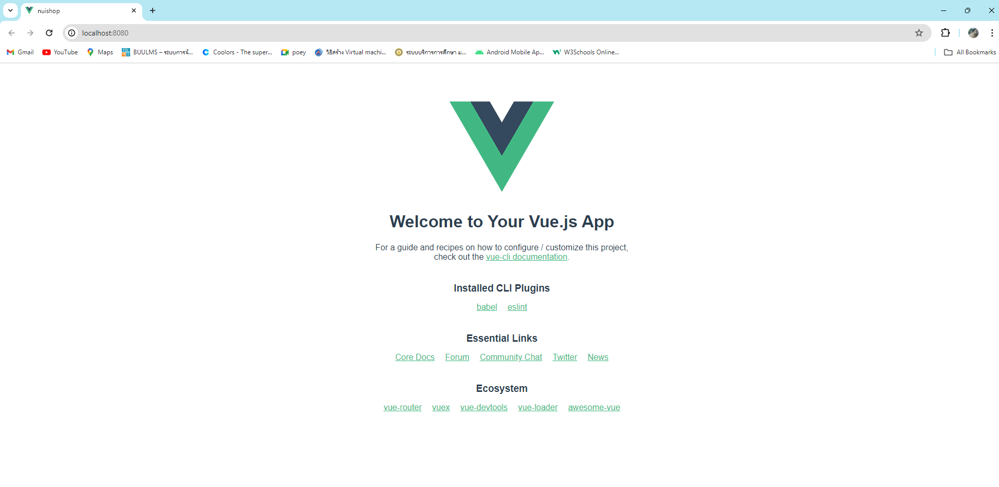 nuishop
localhost:8080
Gmail YouTube Maps BUULMS – ระบบการจั... Coolors - The super... poey วิธีสร้าง Virtual machi... ระบบบริการการศึกษา ม... Android Mobile Ap... W3Schools Online... All Bookmarks
Welcome to Your Vue.js App
For a guide and recipes on how to configure / customize this project,
check out the vue-cli documentation.
Installed CLI Plugins
babel eslint
Essential Links
Core Docs Forum Community Chat Twitter News
Ecosystem
vue-router vuex vue-devtools vue-loader awesome-vue